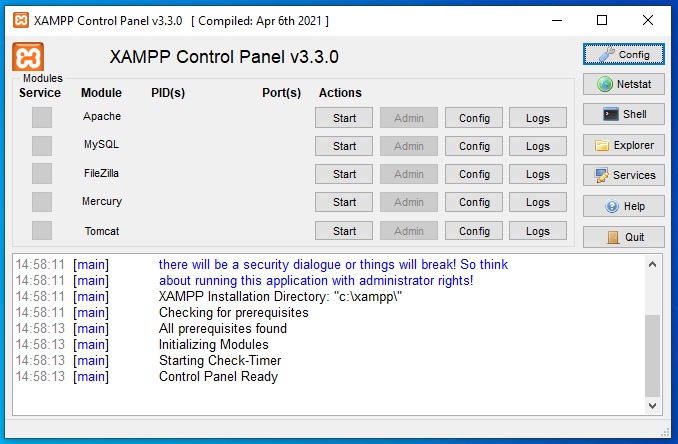 XAMPP Control Panel v3.3.0 [ Compiled: Apr 6th 2021 ]
XAMPP Control Panel v3.3.0
Config
Modules
Service Module PID(s) Port(s) Actions
Netstat
Apache Start Admin Config Logs
Shell
MySQL Start Admin Config Logs
Explorer
FileZilla Start Admin Config Logs
Services
Mercury Start Admin Config Logs
Help
Tomcat Start Admin Config Logs
Quit
14:58:11 [main] there will be a security dialogue or things will break! So think
14:58:11 [main] about running this application with administrator rights!
14:58:11 [main] XAMPP Installation Directory: "c:\xampp\"
14:58:11 [main] Checking for prerequisites
14:58:13 [main] All prerequisites found
14:58:13 [main] Initializing Modules
14:58:13 [main] Starting Check-Timer
14:58:13 [main] Control Panel Ready